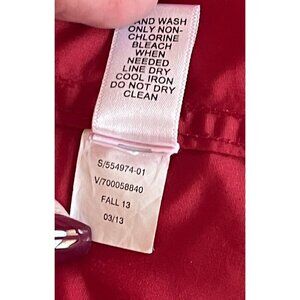 HAND WASH
ONLY NON-
CHLORINE
BLEACH
WHEN
NEEDED
LINE DRY
COOL IRON
DO NOT DRY
CLEAN
S/554974-01
V/700058840
FALL 13
03/13